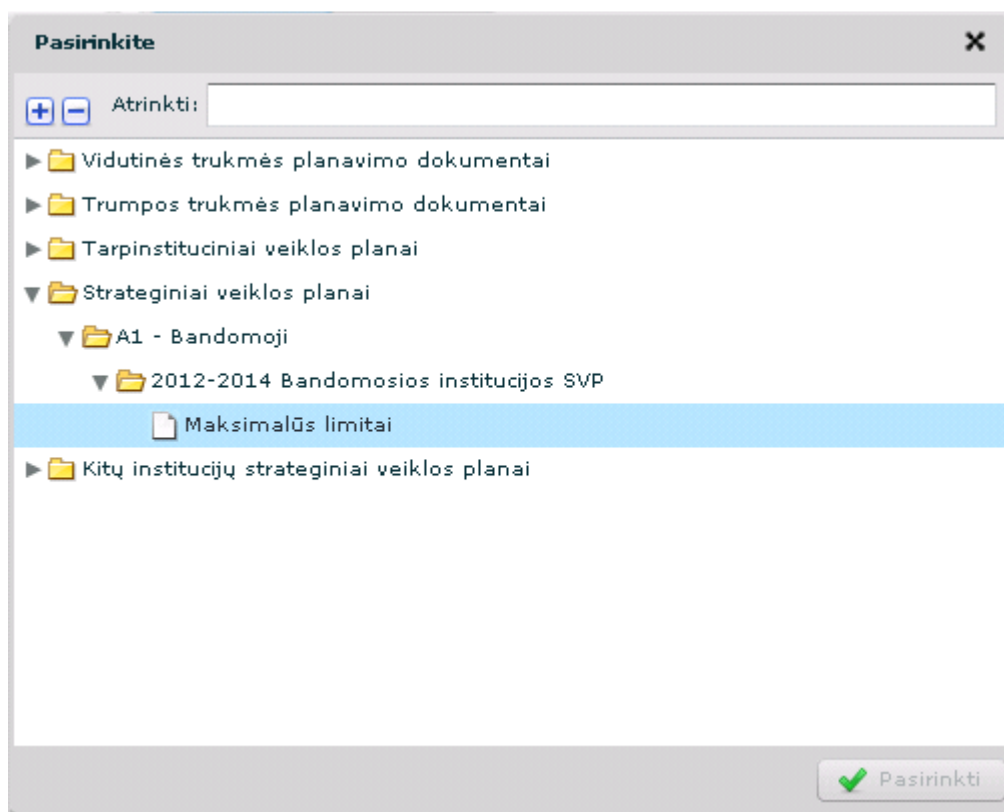 Pasirinkite
Atrinkti:
Vidutinės trukmės planavimo dokumentai
Trumpos trukmės planavimo dokumentai
Tarpinstituciniai veiklos planai
Strateginiai veiklos planai
A1 - Bandomoji
2012-2014 Bandomosios institucijos SVP
Maksimalūs limitai
Kitų institucijų strateginiai veiklos planai
Pasirinkti